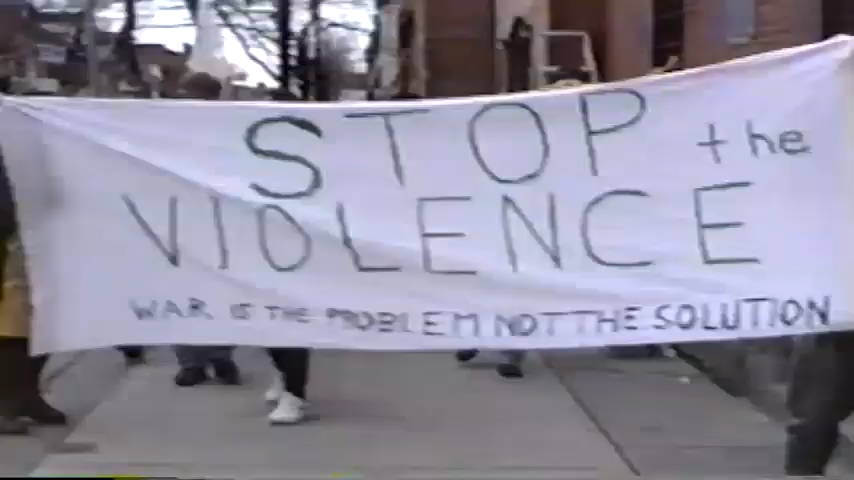 STOP the
VIOLENCE
WAR IS THE PROBLEM NOT THE SOLUTION